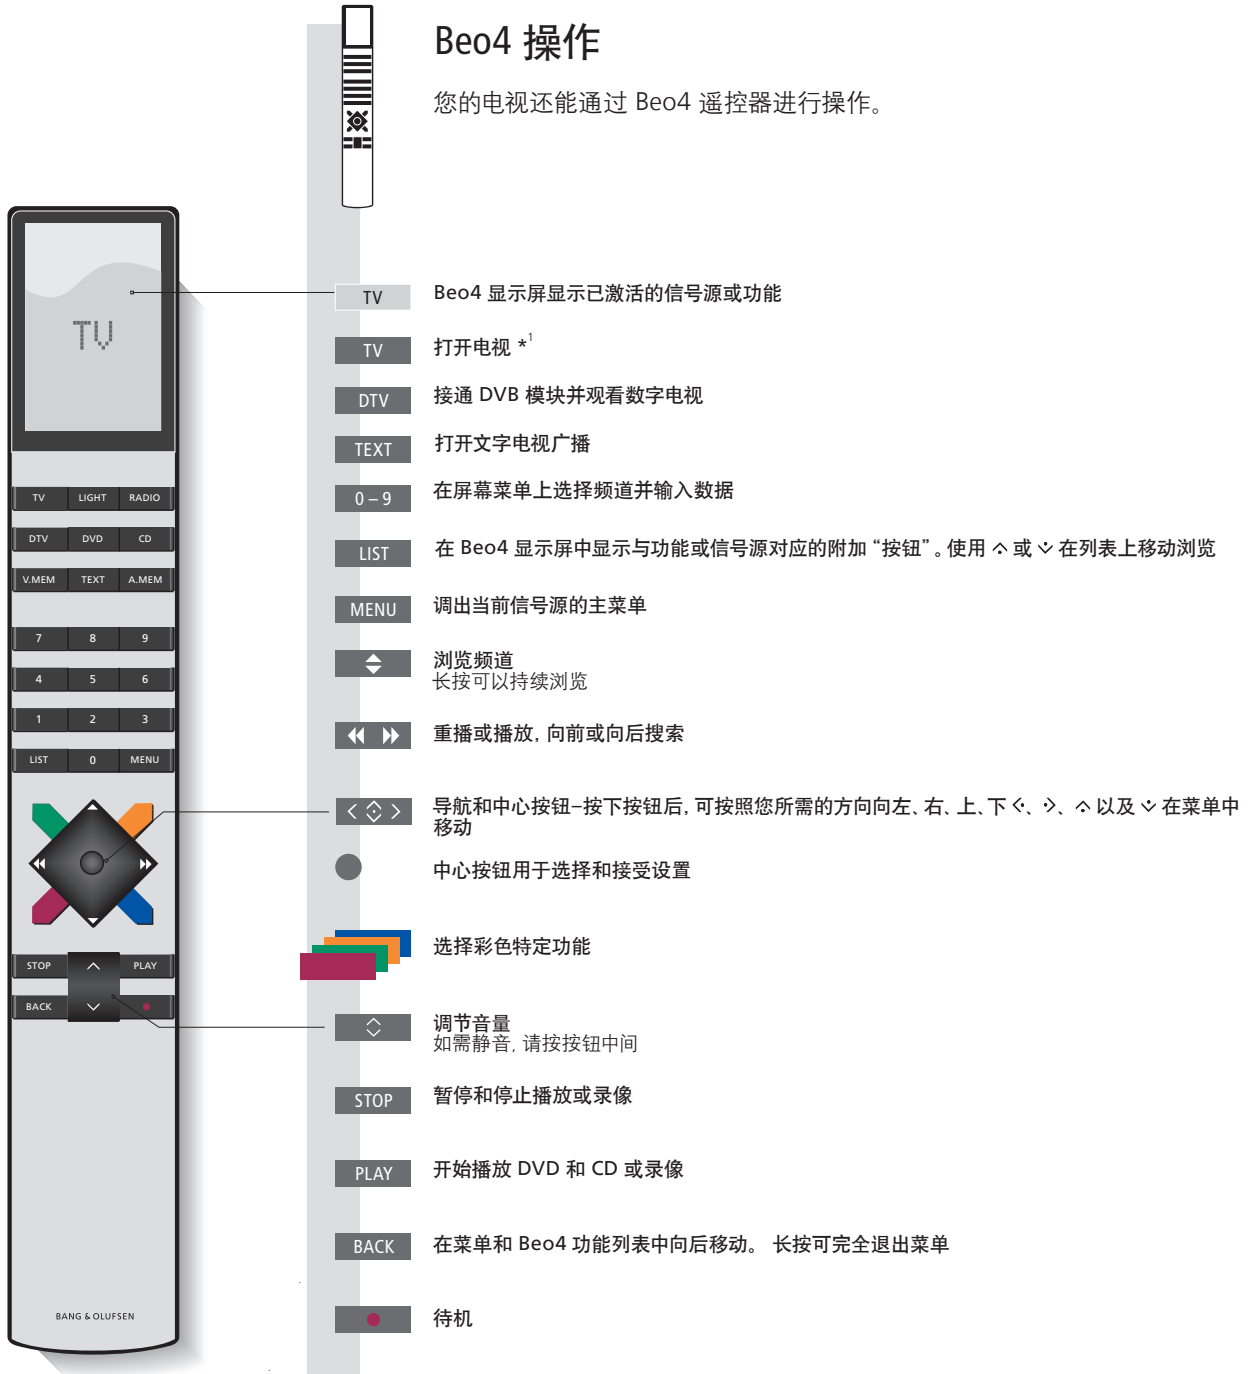 Beo4 操作
您的电视还能通过 Beo4 遥控器进行操作。
TV
TV
LIGHT
RADIO
DTV
DVD
CD
V.MEM
TEXT
A.MEM
7
8
9
4
5
6
1
2
3
LIST
0
MENU
STOP
PLAY
BACK
BANG & OLUFSEN
TV Beo4 显示屏显示已激活的信号源或功能
TV 打开电视 *1
DTV 接通 DVB 模块并观看数字电视
TEXT 打开文字电视广播
0 – 9 在屏幕菜单上选择频道并输入数据
LIST 在 Beo4 显示屏中显示与功能或信号源对应的附加 “按钮”。使用 或 在列表上移动浏览
MENU 调出当前信号源的主菜单
浏览频道
长按可以持续浏览
重播或播放, 向前或向后搜索
导航和中心按钮–按下按钮后, 可按照您所需的方向向左、右、上、下 、 、 以及 在菜单中
移动
中心按钮用于选择和接受设置
选择彩色特定功能
调节音量
如需静音, 请按按钮中间
STOP 暂停和停止播放或录像
PLAY 开始播放 DVD 和 CD 或录像
BACK 在菜单和 Beo4 功能列表中向后移动。 长按可完全退出菜单
待机